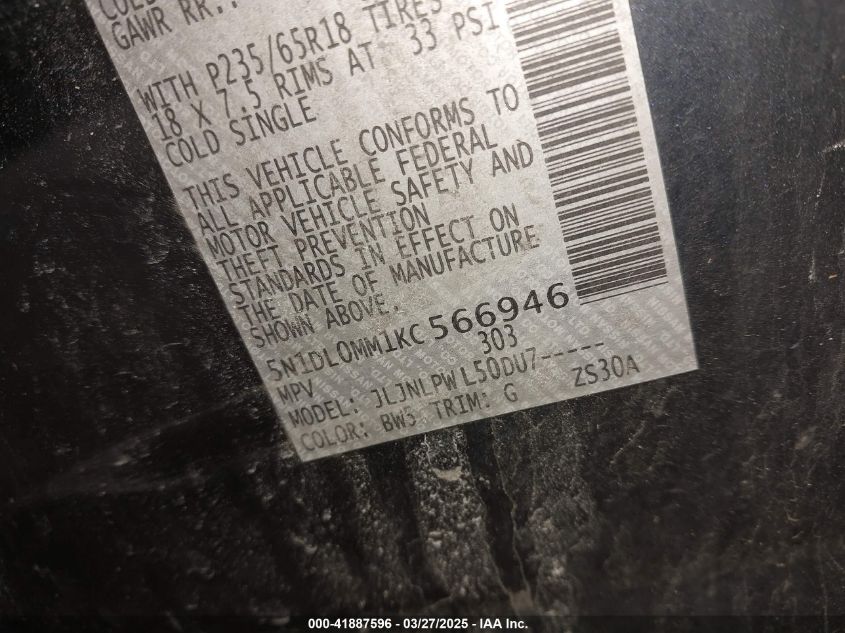 COLD
GAWR RR.:
WITH P235/65R18 TIRES
18 X 7.5 RIMS AT 33 PSI
COLD SINGLE
THIS VEHICLE CONFORMS TO
ALL APPLICABLE FEDERAL
MOTOR VEHICLE SAFETY AND
THEFT PREVENTION
STANDARDS IN EFFECT ON
THE DATE OF MANUFACTURE
SHOWN ABOVE.
5N1DL0MM1KC566946
MPV 303
MODEL: JLJNLPWL50DU7-----
COLOR: BW3 TRIM: G ZS30A
000-41887596 — 03/27/2025 — IAA Inc.